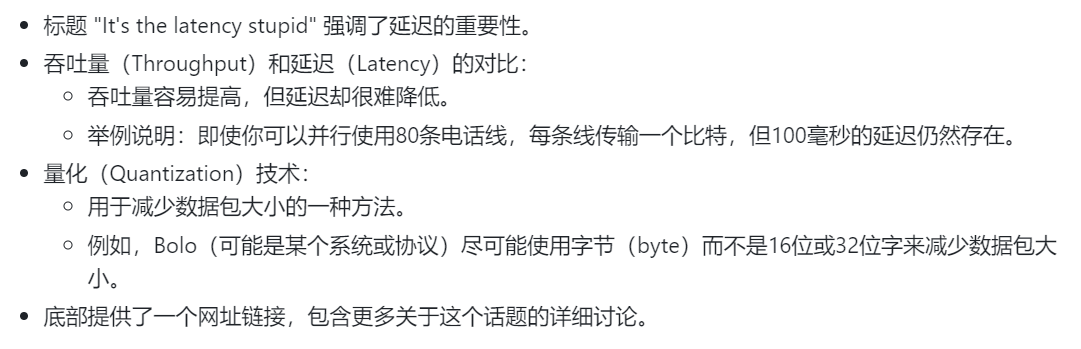 标题 "It's the latency stupid" 强调了延迟的重要性。
吞吐量（Throughput）和延迟（Latency）的对比：
吞吐量容易提高，但延迟却很难降低。
举例说明：即使你可以并行使用80条电话线，每条线传输一个比特，但100毫秒的延迟仍然存在。
量化（Quantization）技术：
用于减少数据包大小的一种方法。
例如，Bolo（可能是某个系统或协议）尽可能使用字节（byte）而不是16位或32位字来减少数据包大
小。
底部提供了一个网址链接，包含更多关于这个话题的详细讨论。